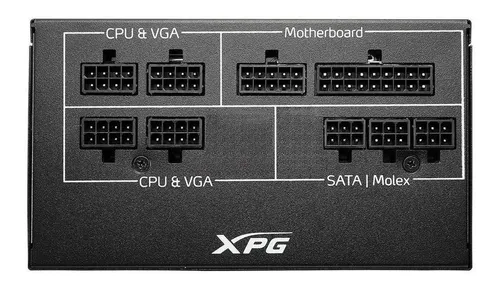 CPU & VGA
Motherboard
CPU & VGA
SATA | Molex
XPG